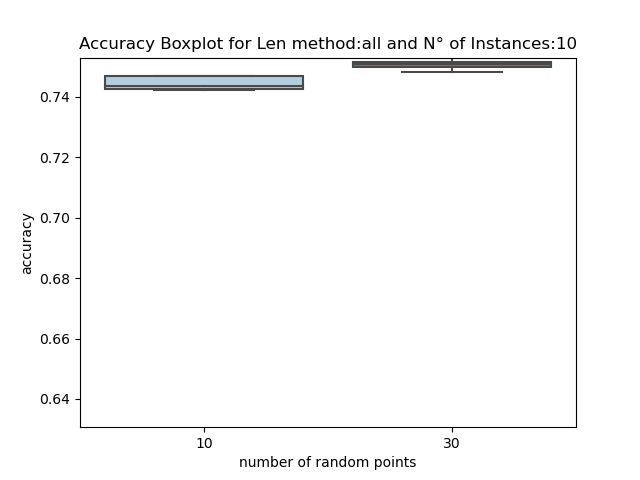 Accuracy Boxplot for Len method:all and N° of Instances:10
0.74
0.72
0.70
0.68
0.66
0.64
accuracy
10 30
number of random points